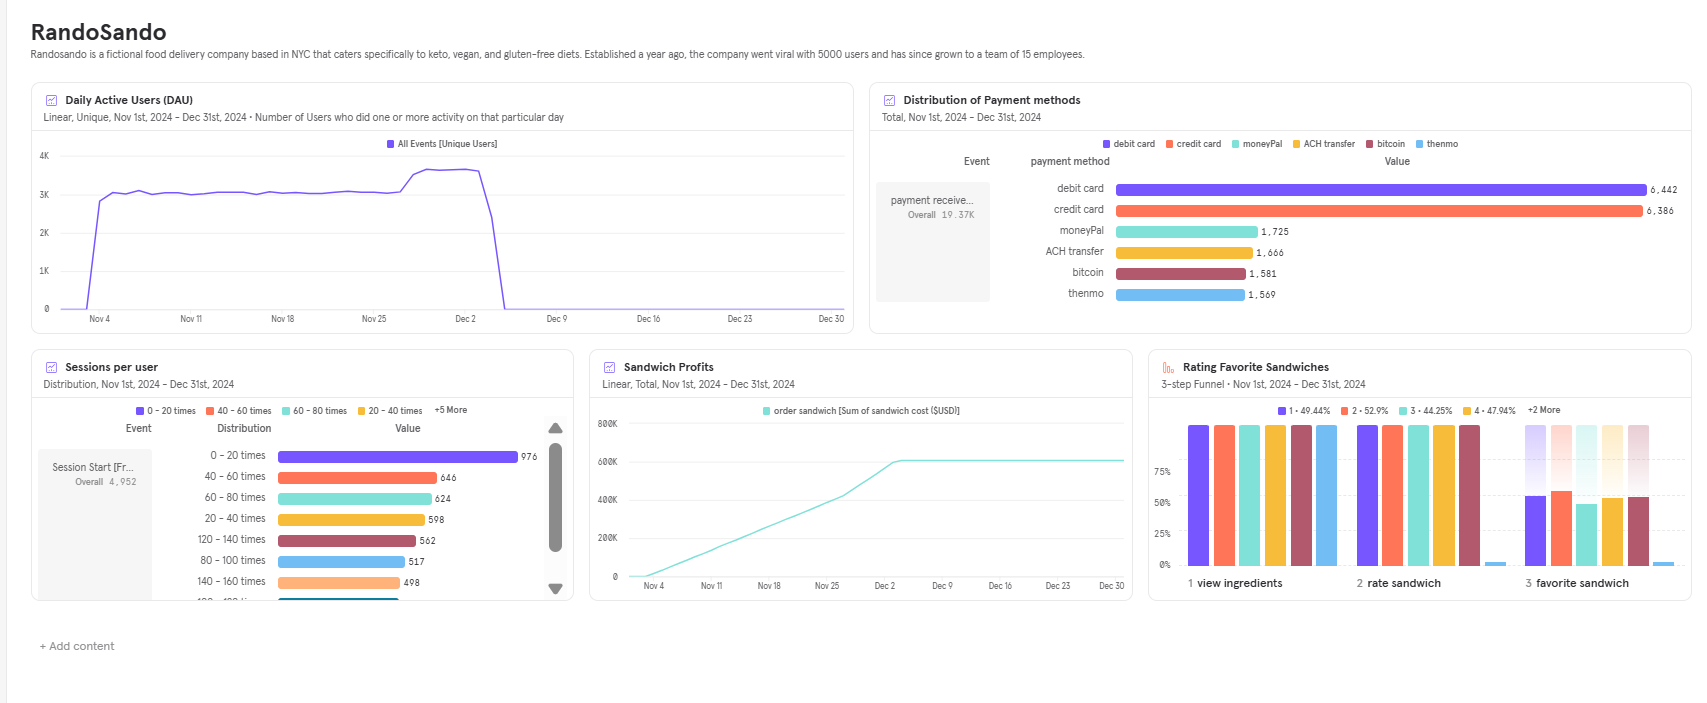 RandoSando
Randosando is a fictional food delivery company based in NYC that caters specifically to keto, vegan, and gluten-free diets. Established a year ago, the company went viral with 5000 users and has since grown to a team of 15 employees.
Daily Active Users (DAU)
Linear, Unique, Nov 1st, 2024 - Dec 31st, 2024 • Number of Users who did one or more activity on that particular day
All Events [Unique Users]
4K
3K
2K
1K
0
Nov 4 Nov 11 Nov 18 Nov 25 Dec 2 Dec 9 Dec 16 Dec 23 Dec 30
Distribution of Payment methods
Total, Nov 1st, 2024 - Dec 31st, 2024
debit card credit card moneyPal ACH transfer bitcoin thenmo
Event payment method Value
payment receive...
Overall 19.37K
debit card 6,442
credit card 6,386
moneyPal 1,725
ACH transfer 1,666
bitcoin 1,581
thenmo 1,569
Sessions per user
Distribution, Nov 1st, 2024 - Dec 31st, 2024
0 - 20 times 40 - 60 times 60 - 80 times 20 - 40 times +5 More
Event Distribution Value
Session Start [Fr...
Overall 4,952
0 - 20 times 976
40 - 60 times 646
60 - 80 times 624
20 - 40 times 598
120 - 140 times 562
80 - 100 times 517
140 - 160 times 498
Sandwich Profits
Linear, Total, Nov 1st, 2024 - Dec 31st, 2024
order sandwich [Sum of sandwich cost ($USD)]
800K
600K
400K
200K
0
Nov 4 Nov 11 Nov 18 Nov 25 Dec 2 Dec 9 Dec 16 Dec 23 Dec 30
Rating Favorite Sandwiches
3-step Funnel • Nov 1st, 2024 - Dec 31st, 2024
1 • 49.44% 2 • 52.9% 3 • 44.25% 4 • 47.94% +2 More
75%
50%
25%
0%
1 view ingredients 2 rate sandwich 3 favorite sandwich
+ Add content